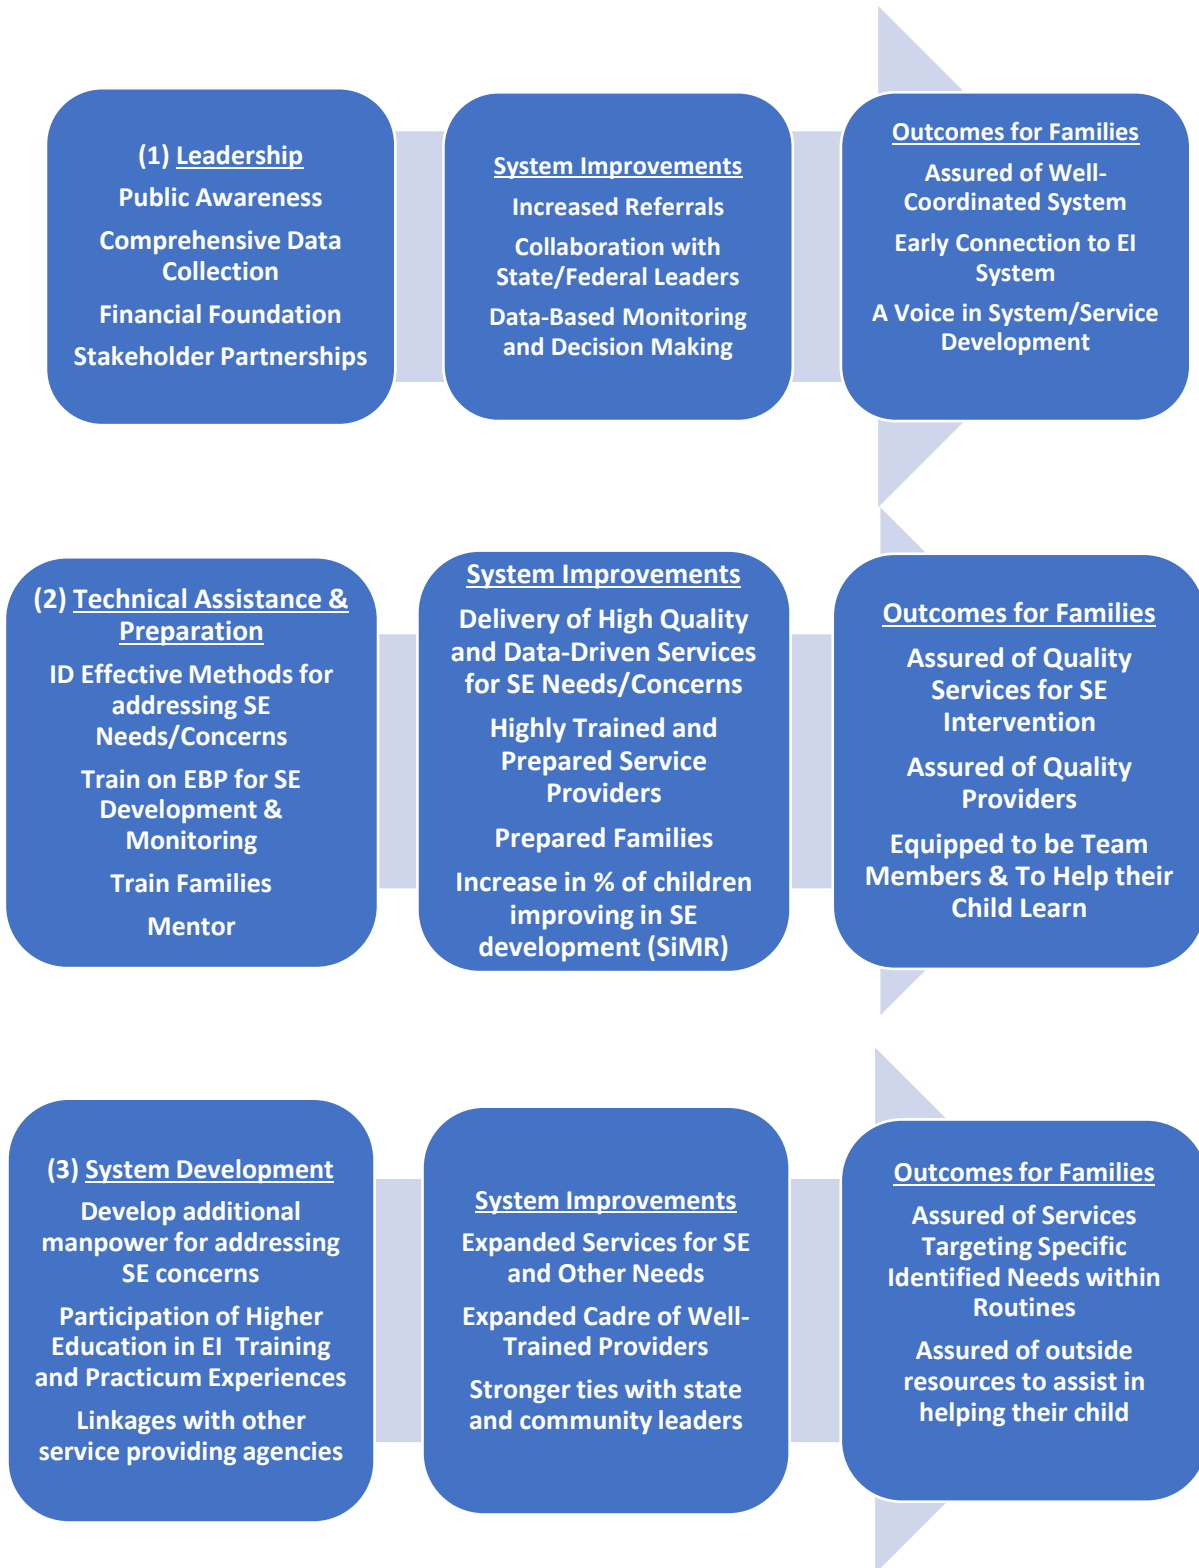 (1) Leadership
Public Awareness
Comprehensive Data
Collection
Financial Foundation
Stakeholder Partnerships
System Improvements
Increased Referrals
Collaboration with
State/Federal Leaders
Data-Based Monitoring
and Decision Making
Outcomes for Families
Assured of Well-
Coordinated System
Early Connection to EI
System
A Voice in System/Service
Development
(2) Technical Assistance &
Preparation
ID Effective Methods for
addressing SE
Needs/Concerns
Train on EBP for SE
Development &
Monitoring
Train Families
Mentor
System Improvements
Delivery of High Quality
and Data-Driven Services
for SE Needs/Concerns
Highly Trained and
Prepared Service
Providers
Prepared Families
Increase in % of children
improving in SE
development (SiMR)
Outcomes for Families
Assured of Quality
Services for SE
Intervention
Assured of Quality
Providers
Equipped to be Team
Members & To Help their
Child Learn
(3) System Development
Develop additional
manpower for addressing
SE concerns
Participation of Higher
Education in EI  Training
and Practicum Experiences
Linkages with other
service providing agencies
System Improvements
Expanded Services for SE
and Other Needs
Expanded Cadre of Well-
Trained Providers
Stronger ties with state
and community leaders
Outcomes for Families
Assured of Services
Targeting Specific
Identified Needs within
Routines
Assured of outside
resources to assist in
helping their child